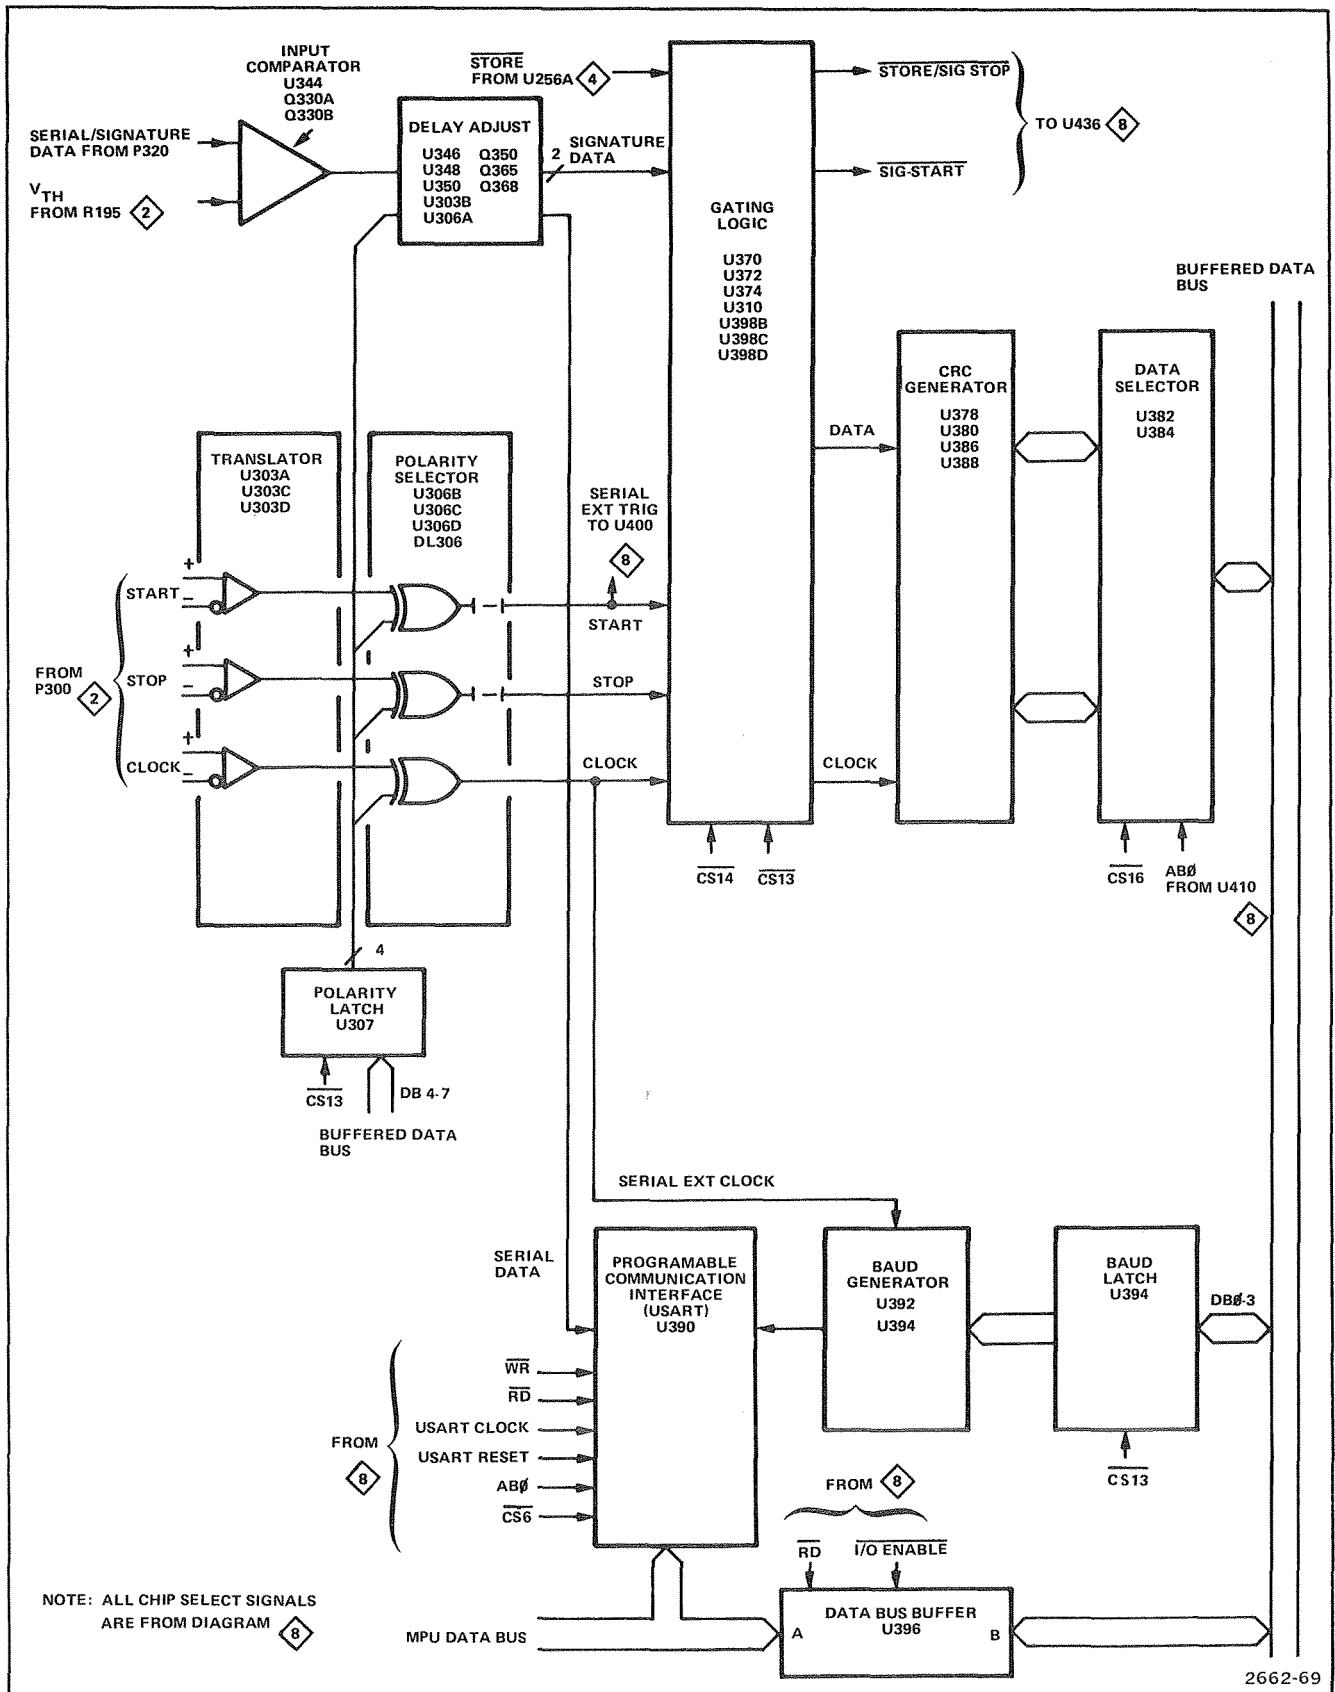 INPUT
COMPARATOR
U344
Q330A
Q330B
SERIAL/SIGNATURE
DATA FROM P320
VTH
FROM R195 2
DELAY ADJUST
U346 Q350
U348 Q365
U350 Q368
U303B
U306A
STORE
FROM U256A 4
2
SIGNATURE
DATA
GATING
LOGIC
U370
U372
U374
U310
U398B
U398C
U398D
STORE/SIG STOP
SIG-START
TO U436 8
BUFFERED DATA
BUS
CRC
GENERATOR
U378
U380
U386
U388
DATA
SELECTOR
U382
U384
DATA
CLOCK
TRANSLATOR
U303A
U303C
U303D
POLARITY
SELECTOR
U306B
U306C
U306D
DL306
SERIAL
EXT TRIG
TO U400
8
+
START
–
+
STOP
–
+
CLOCK
–
FROM
P300 2
START
STOP
CLOCK
CS14 CS13
CS16
ABØ
FROM U410
8
4
POLARITY
LATCH
U307
CS13
DB 4-7
BUFFERED DATA
BUS
SERIAL EXT CLOCK
SERIAL
DATA
PROGRAMABLE
COMMUNICATION
INTERFACE
(USART)
U390
BAUD
GENERATOR
U392
U394
BAUD
LATCH
U394
DBØ-3
CS13
FROM
8
WR
RD
USART CLOCK
USART RESET
ABØ
CS6
FROM 8
RD I/O ENABLE
DATA BUS BUFFER
U396
A B
MPU DATA BUS
NOTE: ALL CHIP SELECT SIGNALS
ARE FROM DIAGRAM 8
2662-69